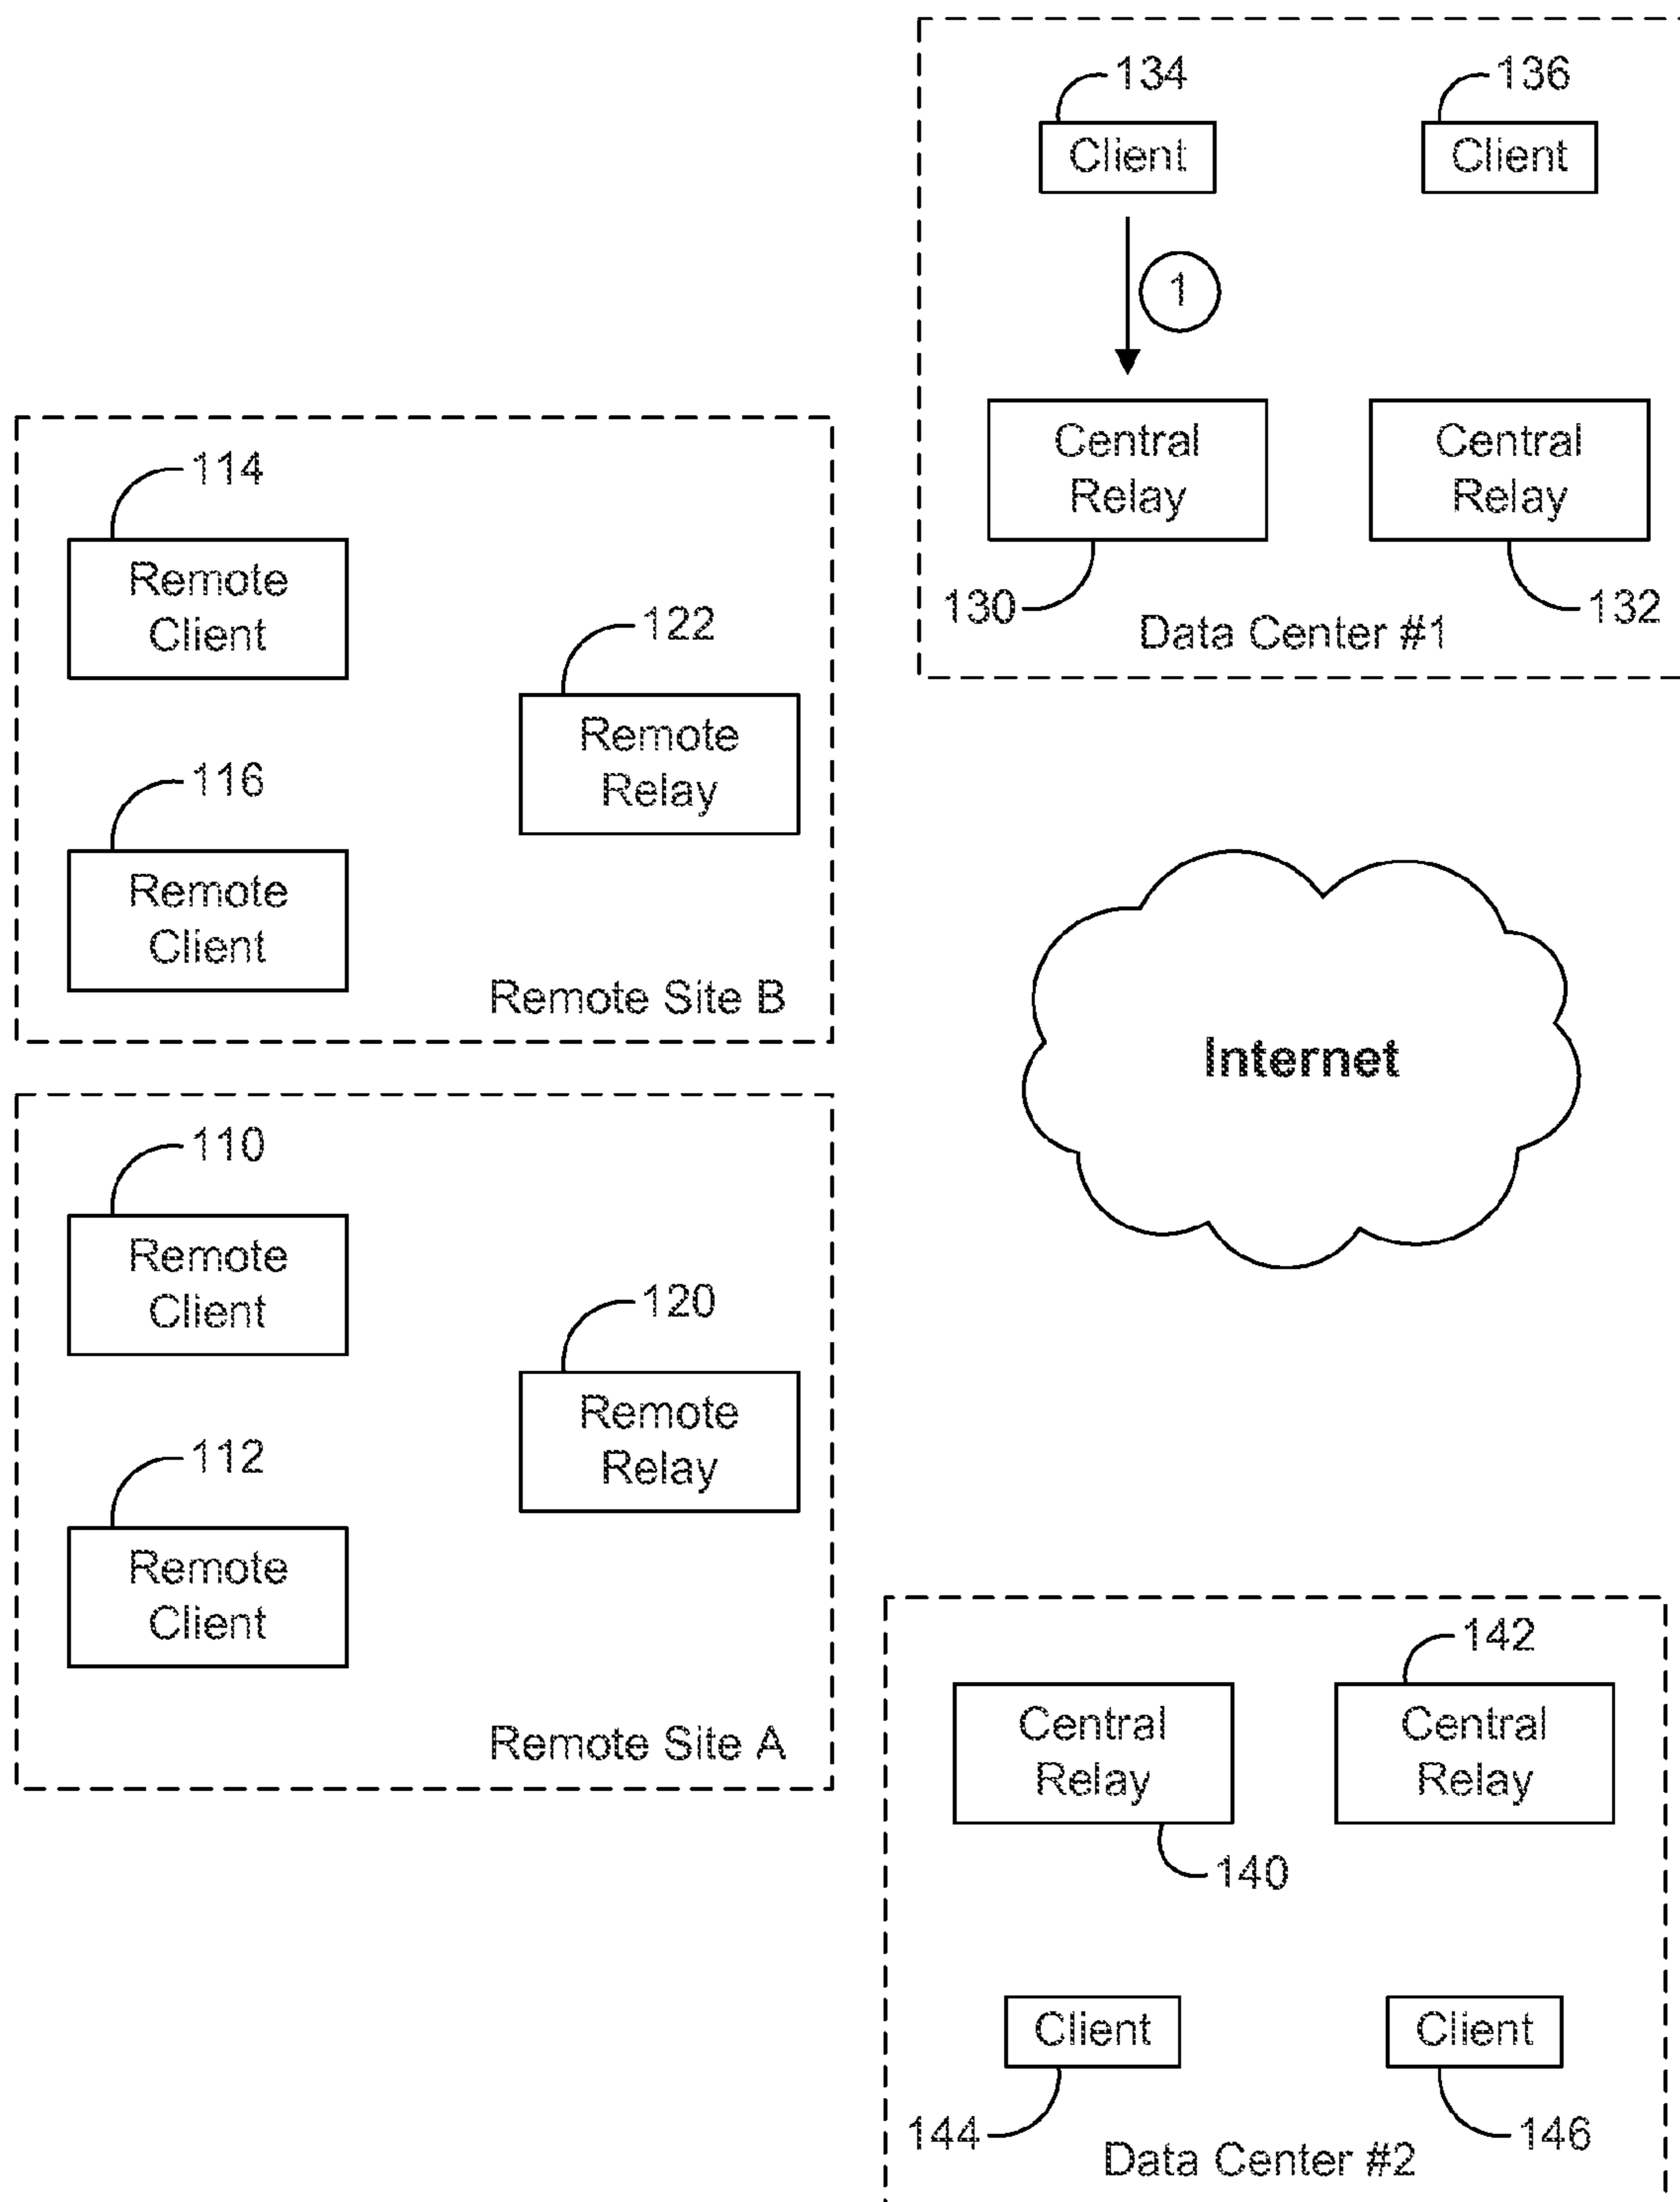 134
136
Client
Client
1
Central
Relay
Central
Relay
130
132
Data Center #1
114
Remote
Client
122
Remote
Relay
116
Remote
Client
Remote Site B
Internet
110
Remote
Client
120
Remote
Relay
112
Remote
Client
Remote Site A
142
Central
Relay
Central
Relay
140
Client
Client
144
146
Data Center #2